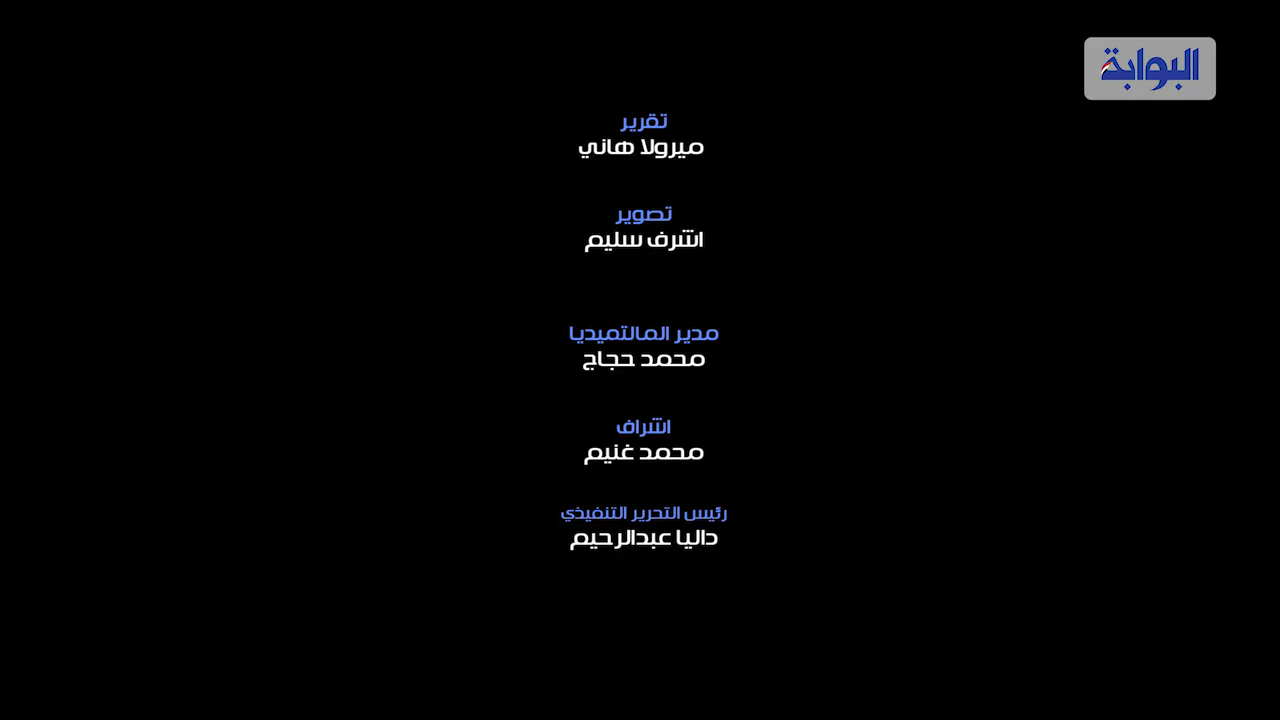 البوابة
تقرير
ميرولا هاني
تصوير
اشرف سليم
مدير المالتميديا
محمد حجاج
اشراف
محمد غنيم
رئيس التحرير التنفيذي
داليا عبدالرحيم